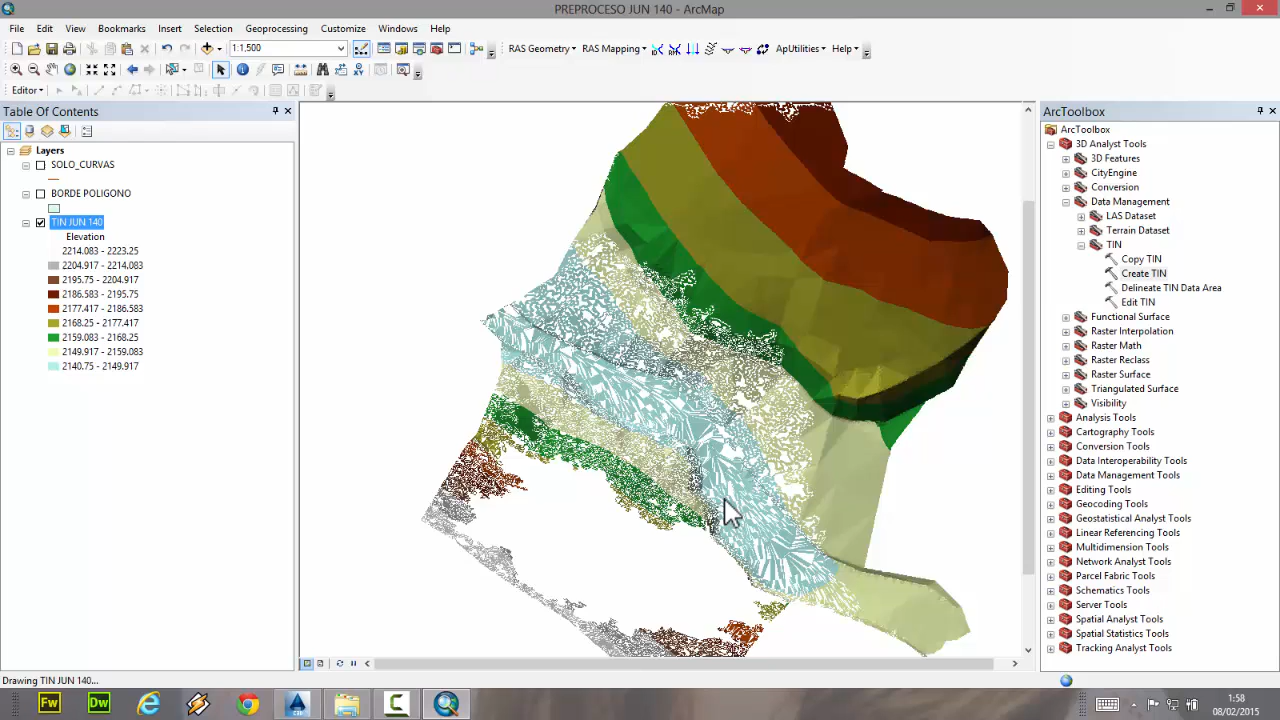 PREPROCESO JUN 140 - ArcMap
File Edit View Bookmarks Insert Selection Geoprocessing Customize Windows Help
1:1,500
RAS Geometry RAS Mapping ApUtilities Help
Editor
Table Of Contents
Layers
SOLO_CURVAS
BORDE POLIGONO
TIN JUN 140
Elevation
2214.083 - 2223.25
2204.917 - 2214,083
2195.75 - 2204.917
2186.583 - 2195.75
2177.417 - 2186.583
2168.25 - 2177.417
2159.083 - 2168.25
2149.917 - 2159.083
2140.75 - 2149.917
ArcToolbox
ArcToolbox
3D Analyst Tools
3D Features
CityEngine
Conversion
Data Management
LAS Dataset
Terrain Dataset
TIN
Copy TIN
Create TIN
Delineate TIN Data Area
Edit TIN
Functional Surface
Raster Interpolation
Raster Math
Raster Reclass
Raster Surface
Triangulated Surface
Visibility
Analysis Tools
Cartography Tools
Conversion Tools
Data Interoperability Tools
Data Management Tools
Editing Tools
Geocoding Tools
Geostatistical Analyst Tools
Linear Referencing Tools
Multidimension Tools
Network Analyst Tools
Parcel Fabric Tools
Schematics Tools
Server Tools
Spatial Analyst Tools
Spatial Statistics Tools
Tracking Analyst Tools
Drawing TIN JUN 140...
Fw Dw
1:58
08/02/2015